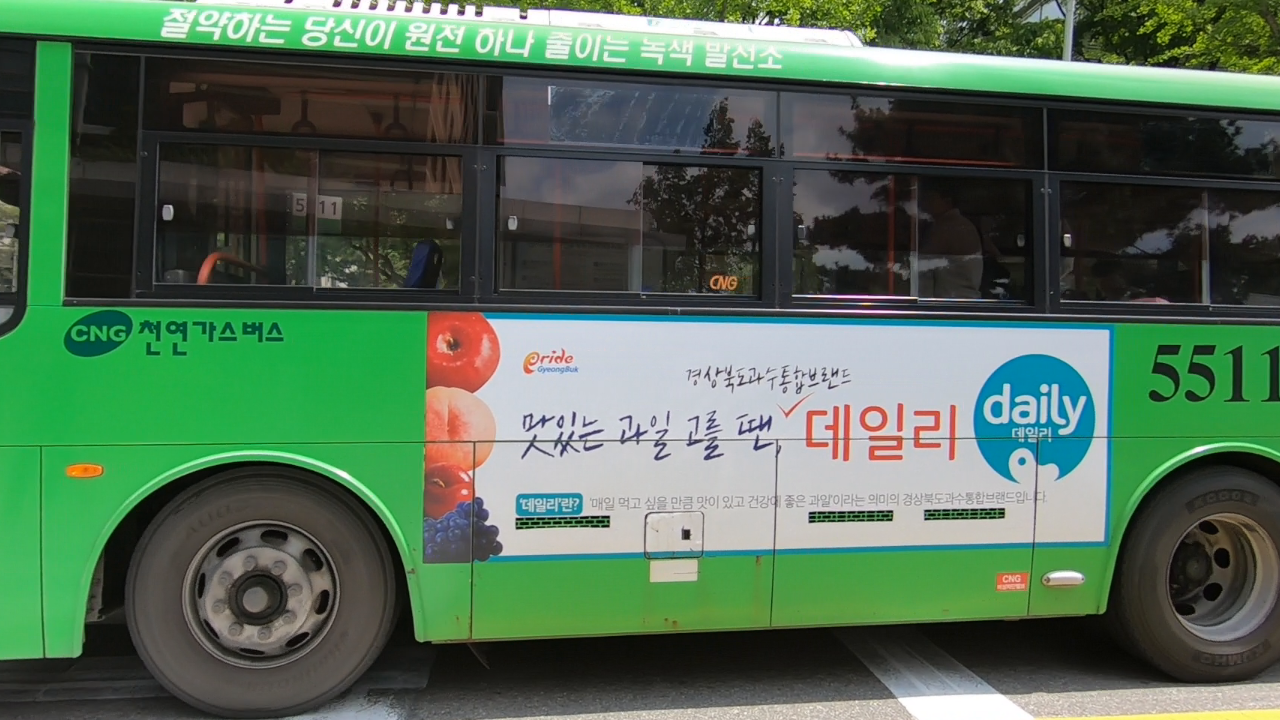 절약하는 당신이 원전 하나 줄이는 녹색 발전소
5 11
CNG
CNG 천연가스버스
pride
GyeongBuk
경상북도과수통합브랜드
맛있는 과일 고를 땐, 데일리
daily
데일리
5511
'데일리'란? '매일 먹고 싶을 만큼 맛이 있고 건강에 좋은 과일'이라는 의미의 경상북도과수통합브랜드입니다.
CNG
KUMHO